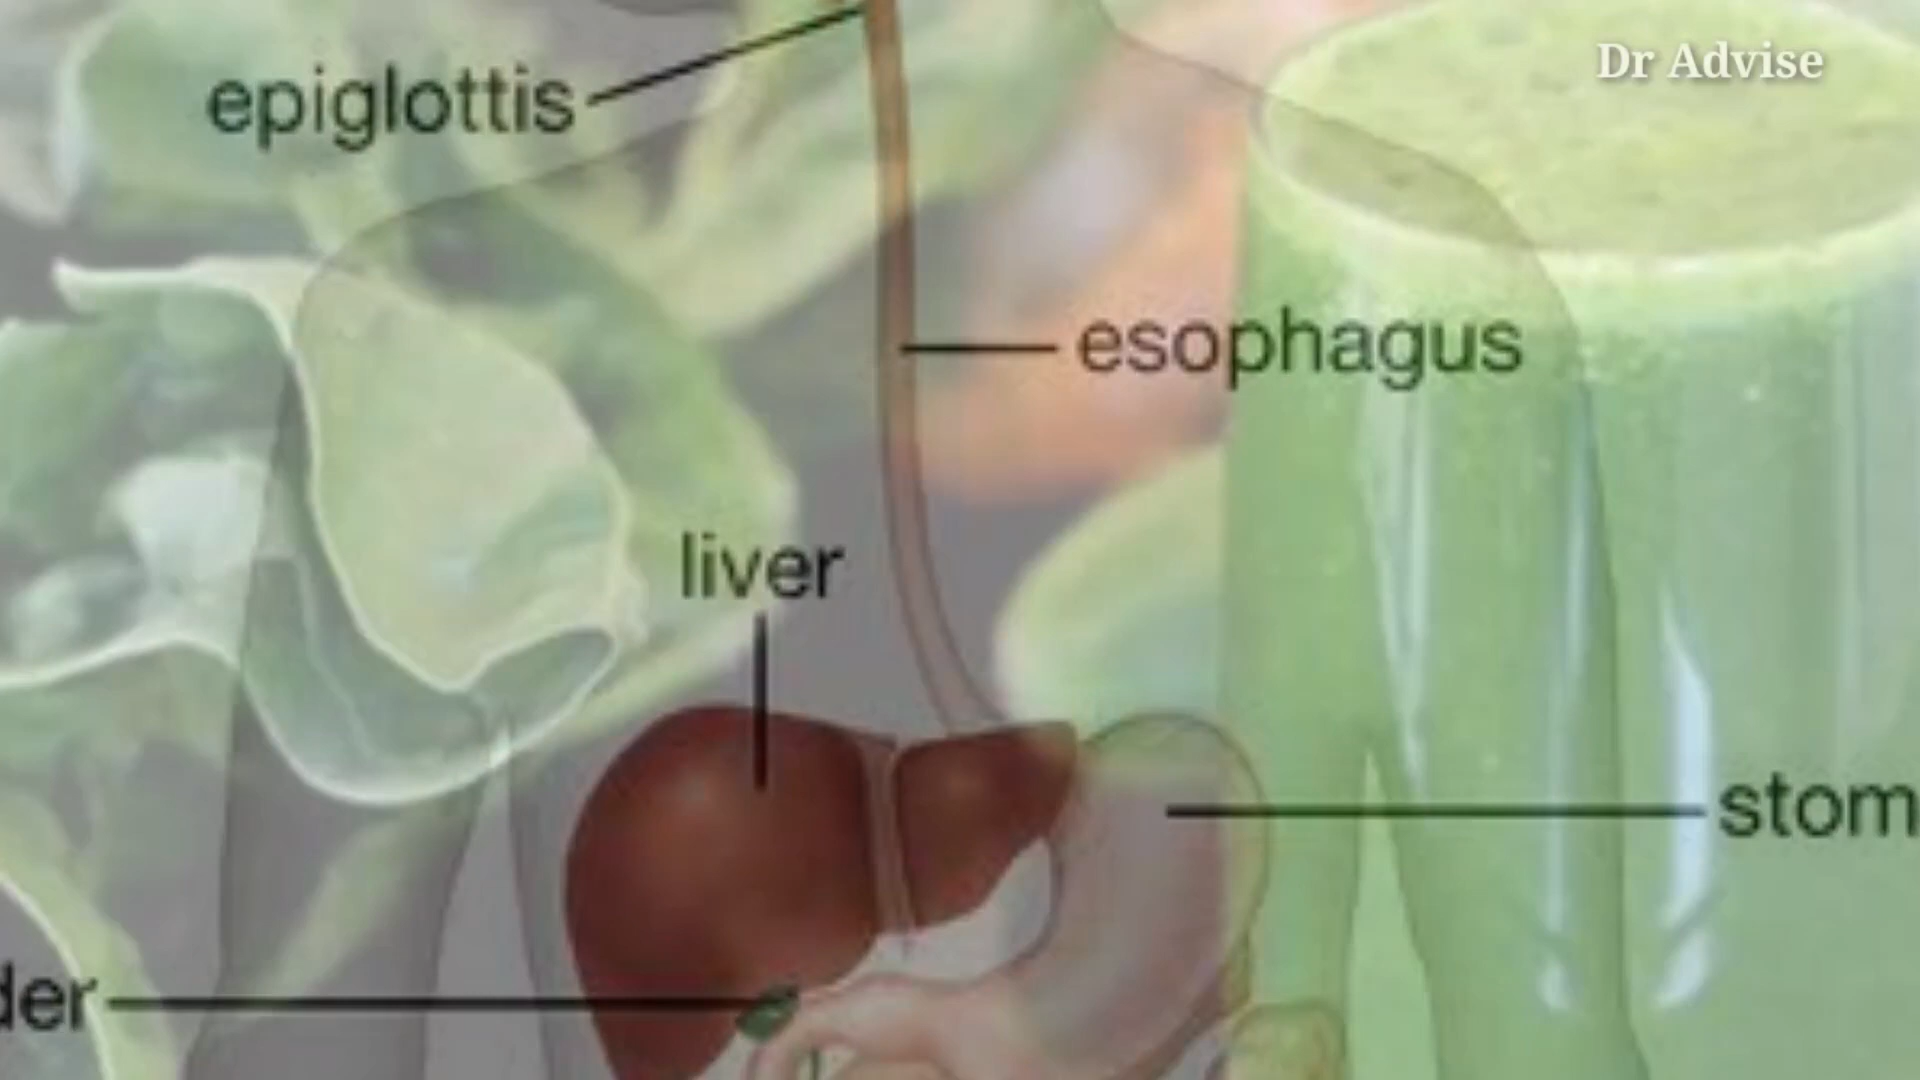 Dr Advise
epiglottis
esophagus
liver
stom
der